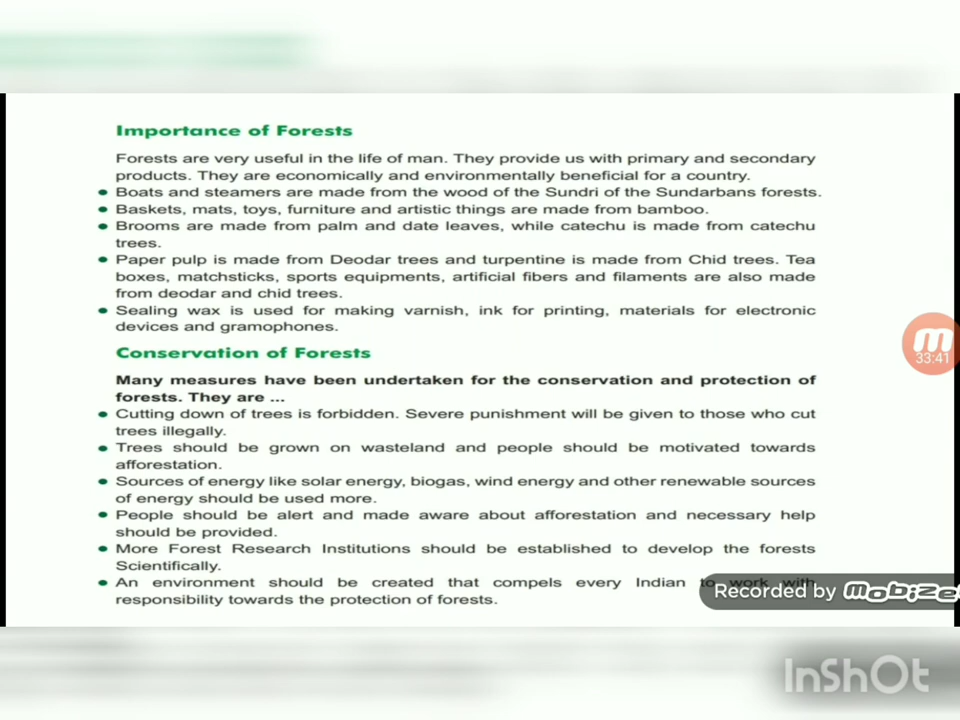 Importance of Forests
Forests are very useful in the life of man. They provide us with primary and secondary
products. They are economically and environmentally beneficial for a country.
● Boats and steamers are made from the wood of the Sundri of the Sundarbans forests.
● Baskets, mats, toys, furniture and artistic things are made from bamboo.
● Brooms are made from palm and date leaves, while catechu is made from catechu
trees.
● Paper pulp is made from Deodar trees and turpentine is made from Chid trees. Tea
boxes, matchsticks, sports equipments, artificial fibers and filaments are also made
from deodar and chid trees.
● Sealing wax is used for making varnish, ink for printing, materials for electronic
devices and gramophones.
Conservation of Forests
Many measures have been undertaken for the conservation and protection of
forests. They are ...
● Cutting down of trees is forbidden. Severe punishment will be given to those who cut
trees illegally.
● Trees should be grown on wasteland and people should be motivated towards
afforestation.
● Sources of energy like solar energy, biogas, wind energy and other renewable sources
of energy should be used more.
● People should be alert and made aware about afforestation and necessary help
should be provided.
● More Forest Research Institutions should be established to develop the forests
Scientifically.
● An environment should be created that compels every Indian to work with
responsibility towards the protection of forests.
33:41
Recorded by mobizen
InShOt